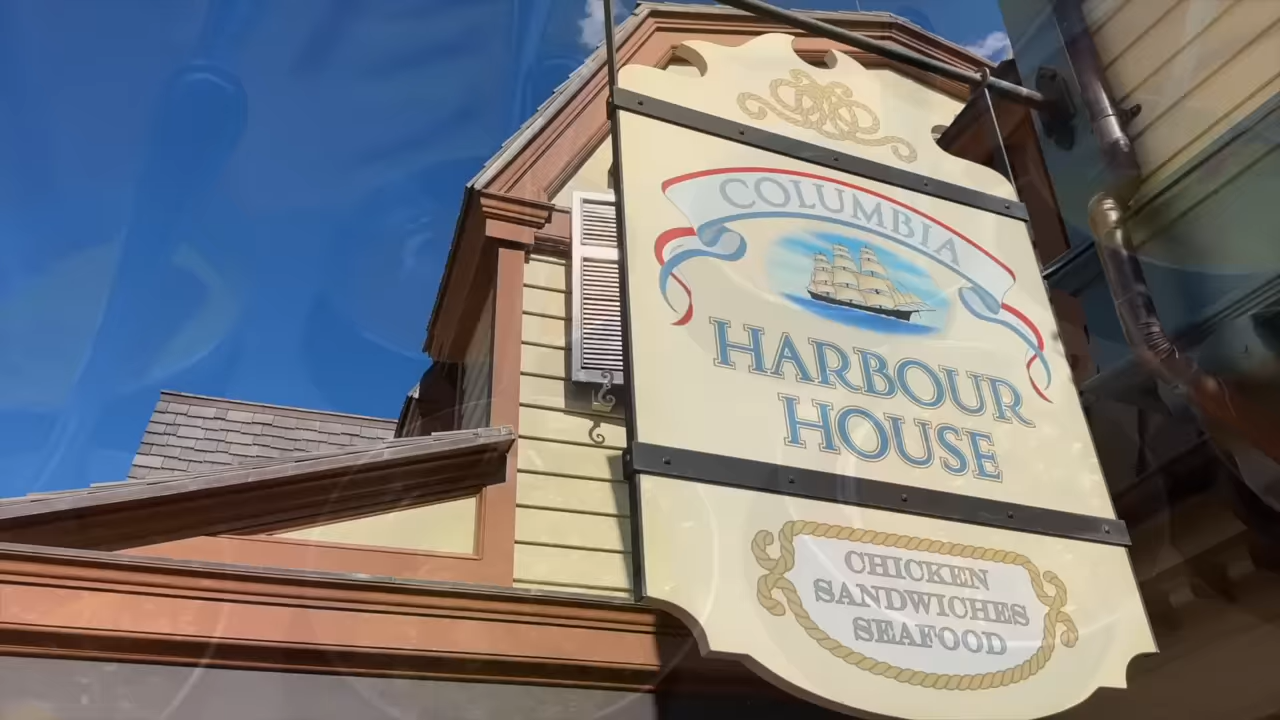 COLUMBIA
HARBOUR
HOUSE
CHICKEN
SANDWICHES
SEAFOOD